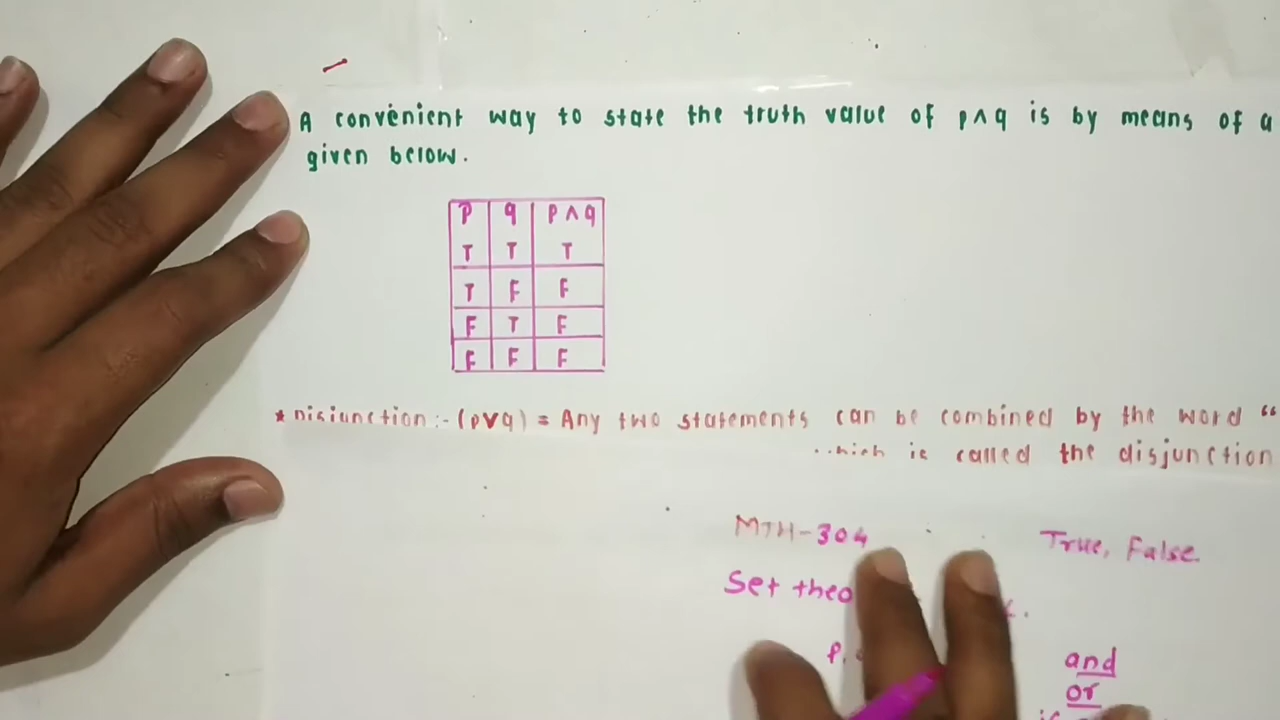 A convenient way to state the truth value of p∧q is by means of a
given below.
P q p∧q
T T T
T F F
F T F
F F F
* Disjunction :- (p∨q) = Any two statements can be combined by the word “
which is called the disjunction
MTH-304
True, False.
Set theo
and
or